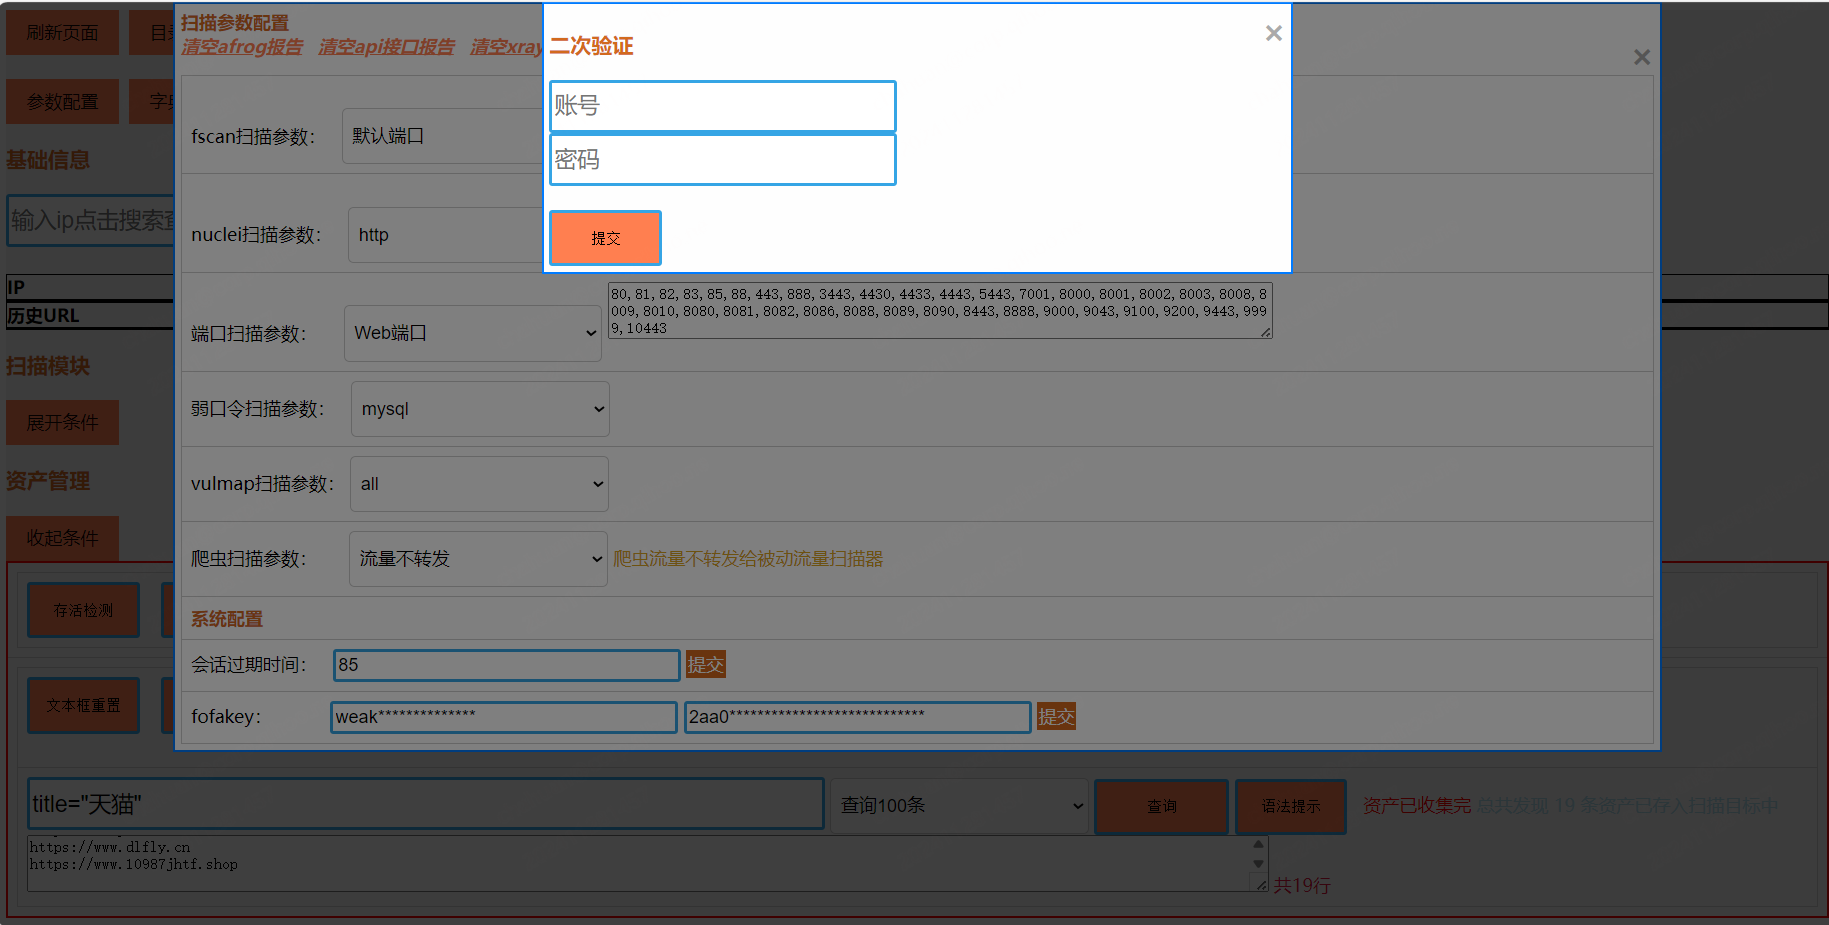 刷新页面
扫描参数配置
清空afrog报告 清空api接口报告 清空xray
二次验证
账号
密码
提交
参数配置
基础信息
输入ip点击搜索
IP
历史URL
扫描模块
展开条件
资产管理
收起条件
存活检测
文本框重置
fscan扫描参数: 默认端口
nuclei扫描参数: http
端口扫描参数: Web端口
80,81,82,83,85,88,443,888,3443,4430,4433,4443,5443,7001,8000,8001,8002,8003,8008,8
009,8010,8080,8081,8082,8086,8088,8089,8090,8443,8888,9000,9043,9100,9200,9443,999
9,10443
弱口令扫描参数: mysql
vulmap扫描参数: all
爬虫扫描参数: 流量不转发 爬虫流量不转发给被动流量扫描器
系统配置
会话过期时间: 85 提交
fofakey: weak************** 2aa0**************************** 提交
title="天猫" 查询100条 查询 语法提示 资产已收集完 总共发现 19 条资产已存入扫描目标中
https://www.dlfly.cn
https://www.10987jhtf.shop
共19行